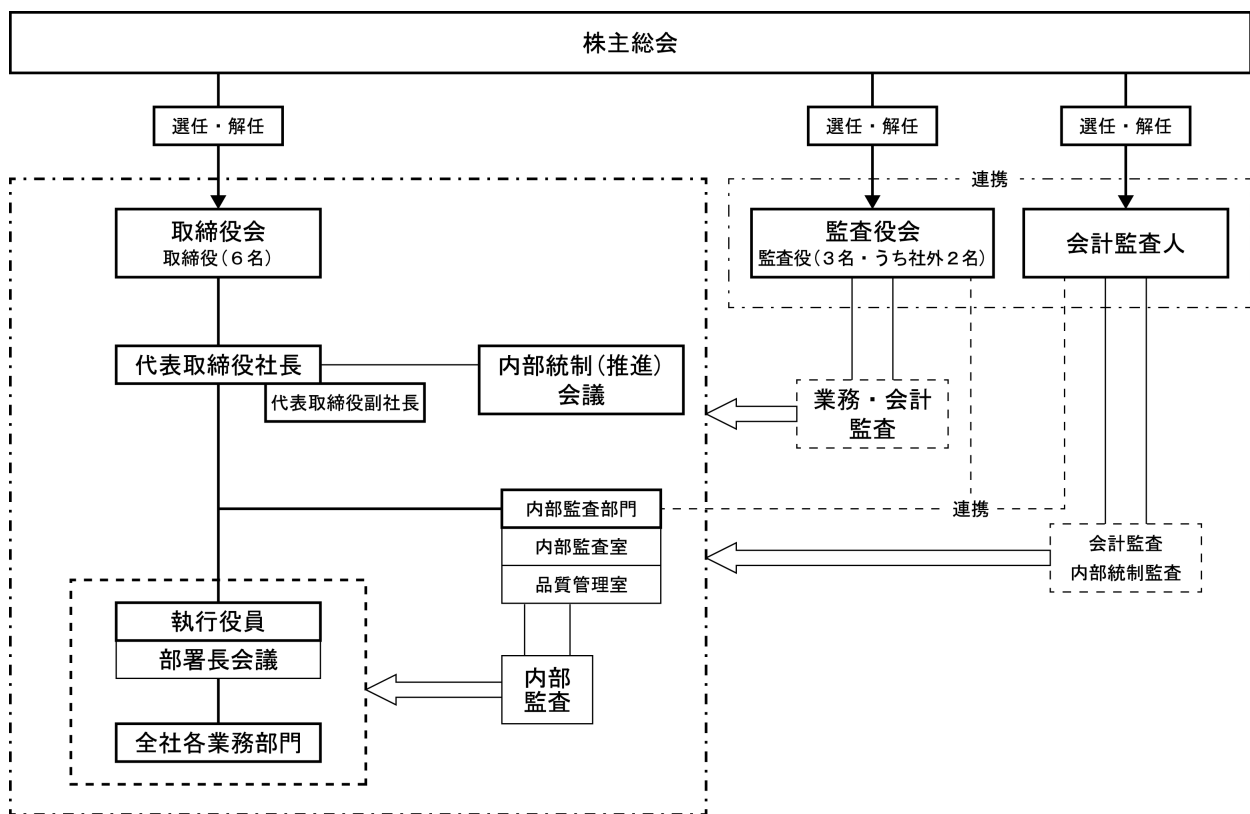 株主総会
選任・解任
選任・解任
選任・解任
連携
取締役会
取締役(6名)
監査役会
監査役(3名・うち社外2名)
会計監査人
代表取締役社長
代表取締役副社長
内部統制(推進)
会議
業務・会計
監査
内部監査部門
連携
内部監査室
品質管理室
会計監査
内部統制監査
執行役員
部署長会議
内部
監査
全社各業務部門